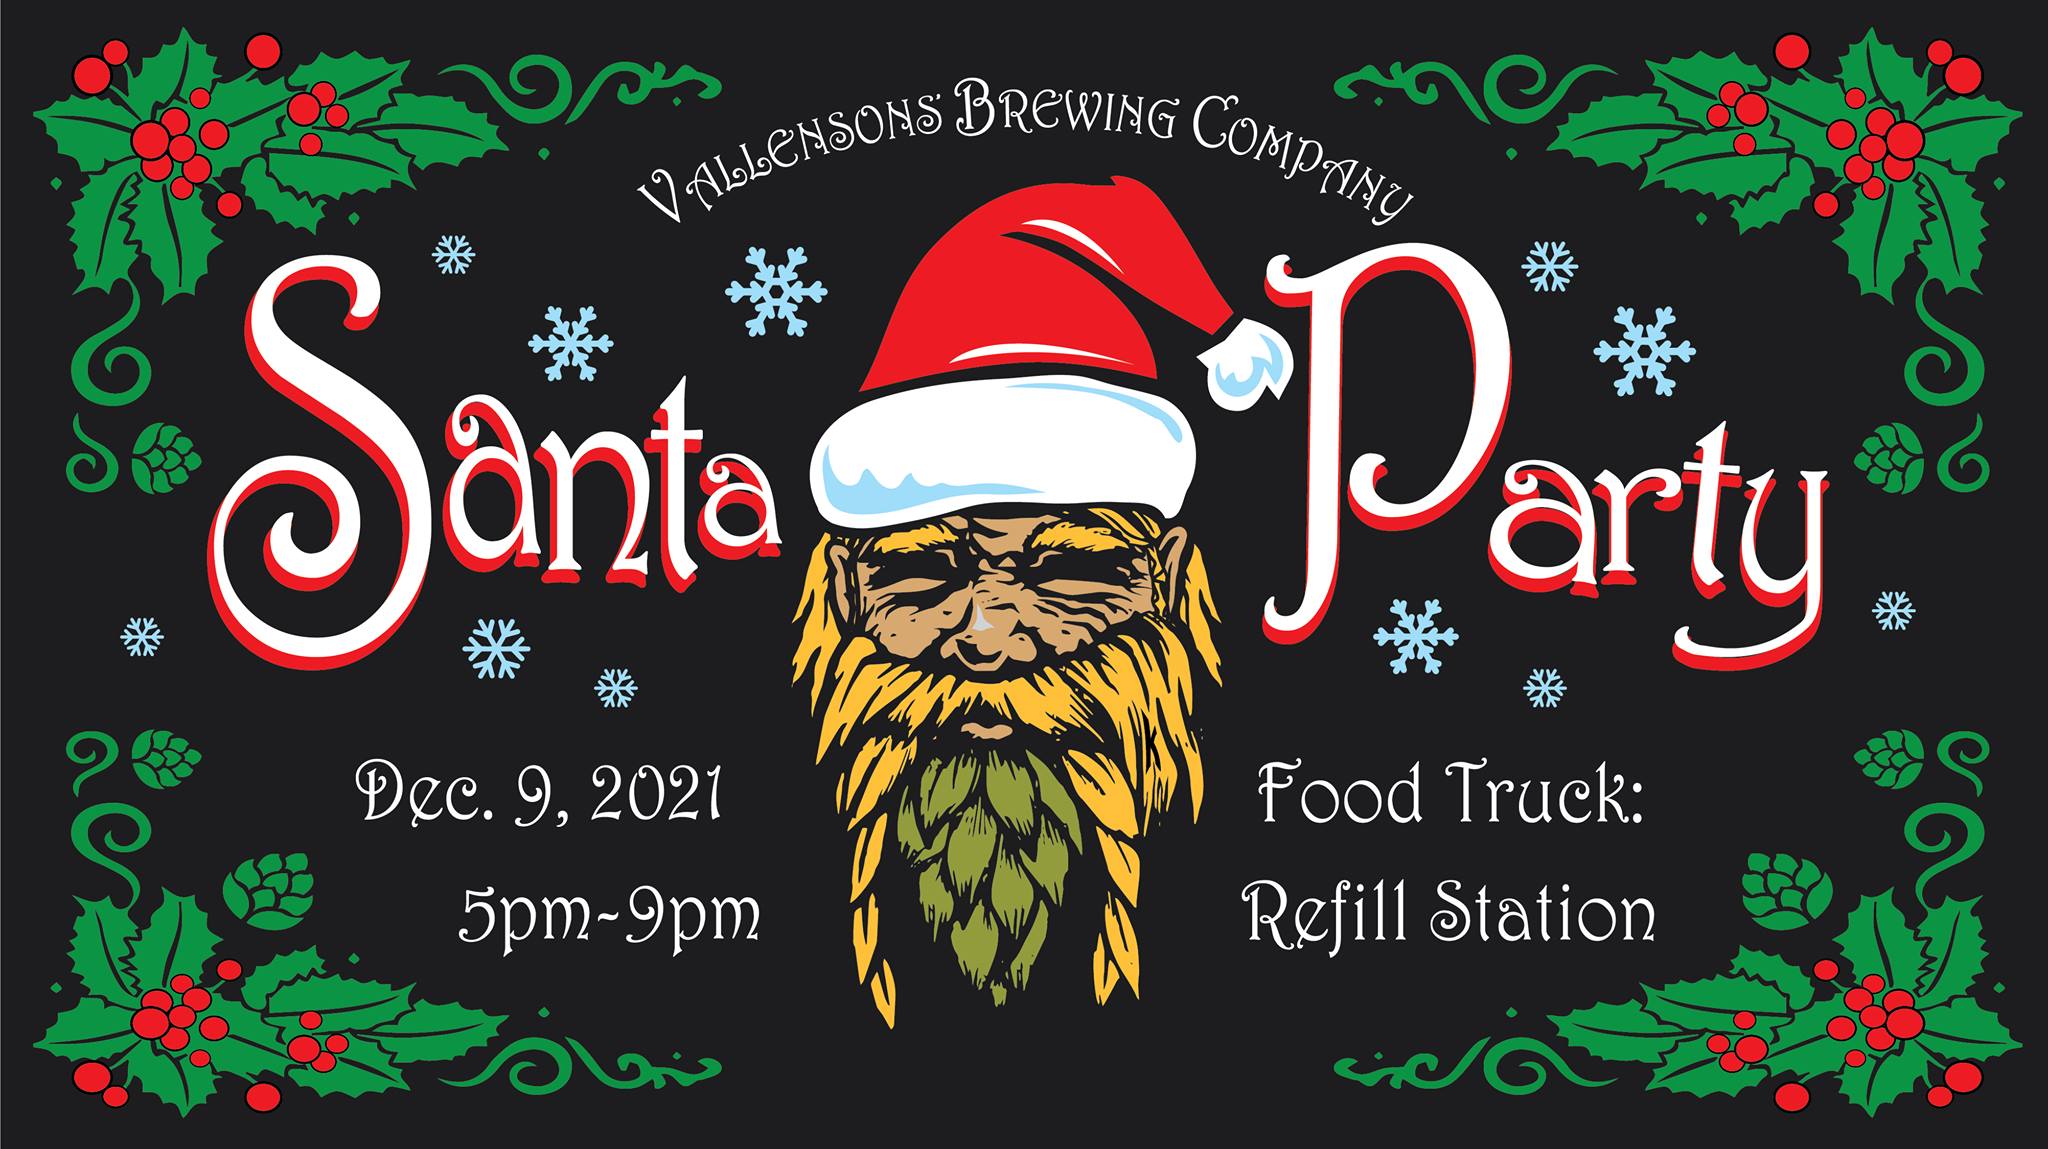 Vallensons' Brewing Company
Santa Party
Dec. 9, 2021
5pm-9pm
Food Truck:
Refill Station